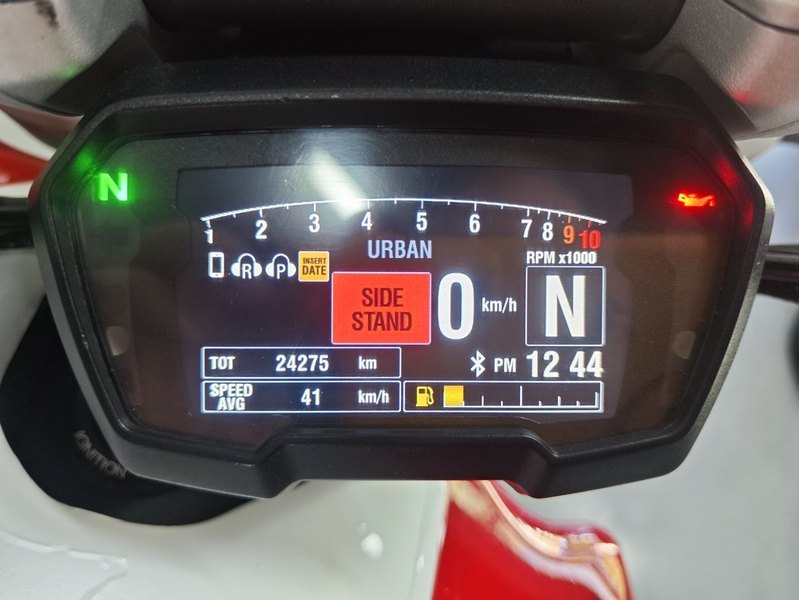 N
1 2 3 4 5 6 7 8 9 10
URBAN
RPM x1000
R P INSERT
DATE
SIDE
STAND
0 km/h
N
TOT 24275 km
PM 12 44
SPEED
AVG 41 km/h
IGNITION